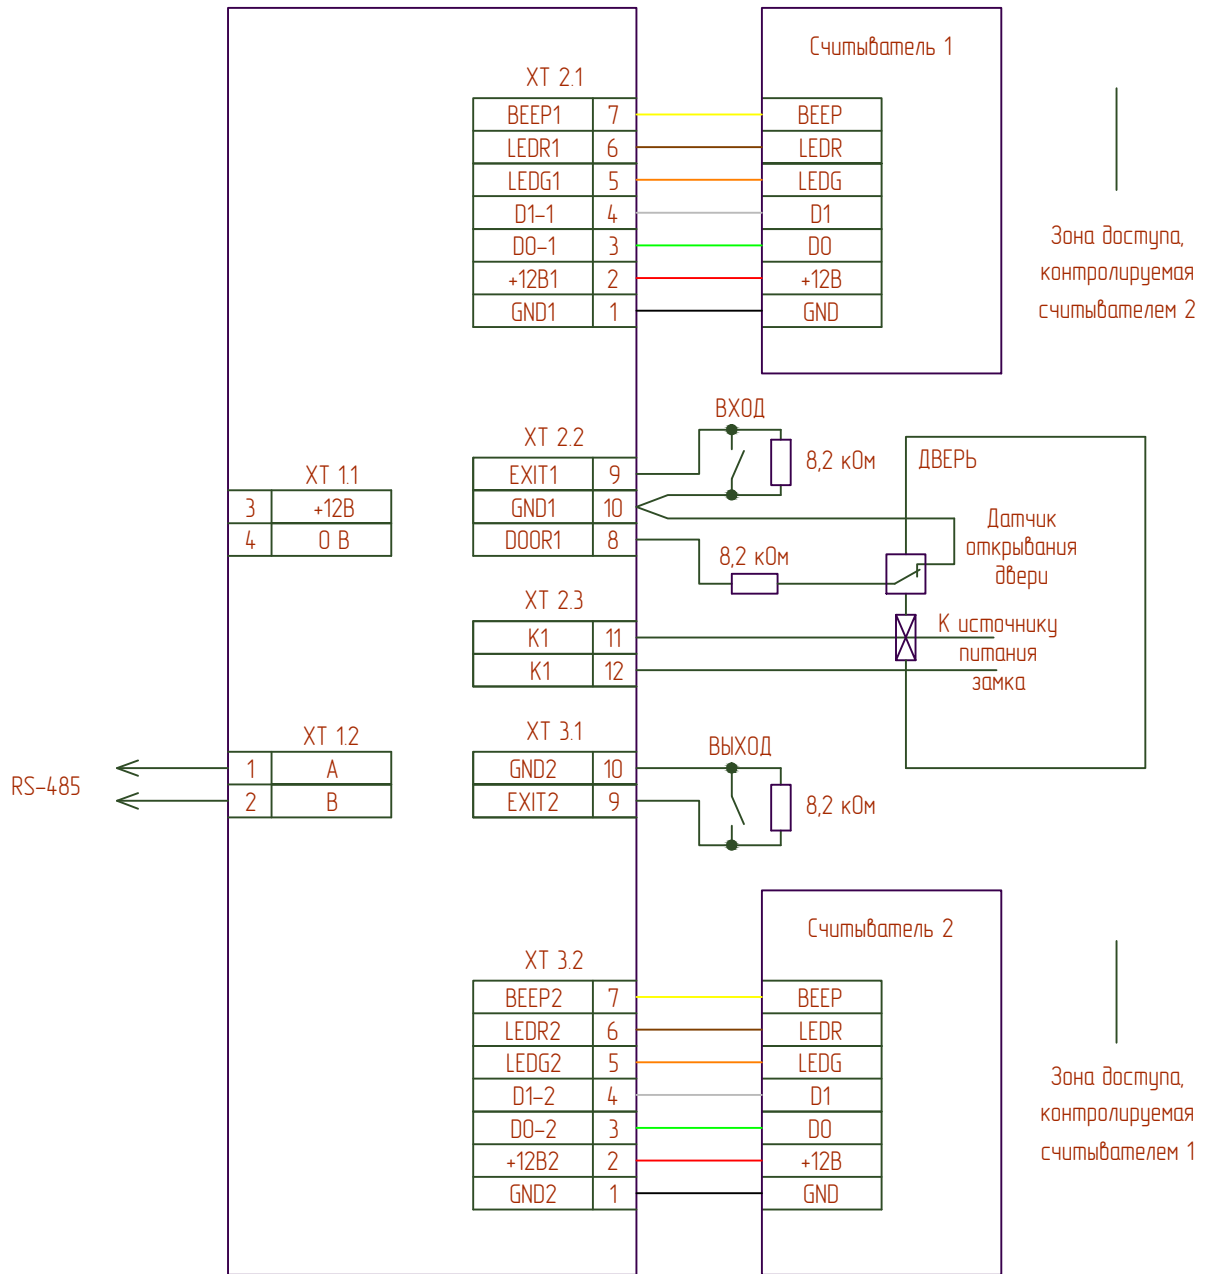 Считыватель 1
XT 2.1
BEEP1 7 BEEP
LEDR1 6 LEDR
LEDG1 5 LEDG
D1-1 4 D1
D0-1 3 D0
+12В1 2 +12В
GND1 1 GND
Зона доступа,
контролируемая
считывателем 2
ВХОД
8,2 кОм
XT 2.2
EXIT1 9
GND1 10
DOOR1 8
XT 1.1
3 +12В
4 0 В
ДВЕРЬ
Датчик
открывания
двери
8,2 кОм
XT 2.3
K1 11
K1 12
К источнику
питания
замка
XT 1.2
1 A
2 B
RS-485
XT 3.1
GND2 10
EXIT2 9
ВЫХОД
8,2 кОм
Считыватель 2
XT 3.2
BEEP2 7 BEEP
LEDR2 6 LEDR
LEDG2 5 LEDG
D1-2 4 D1
D0-2 3 D0
+12В2 2 +12В
GND2 1 GND
Зона доступа,
контролируемая
считывателем 1